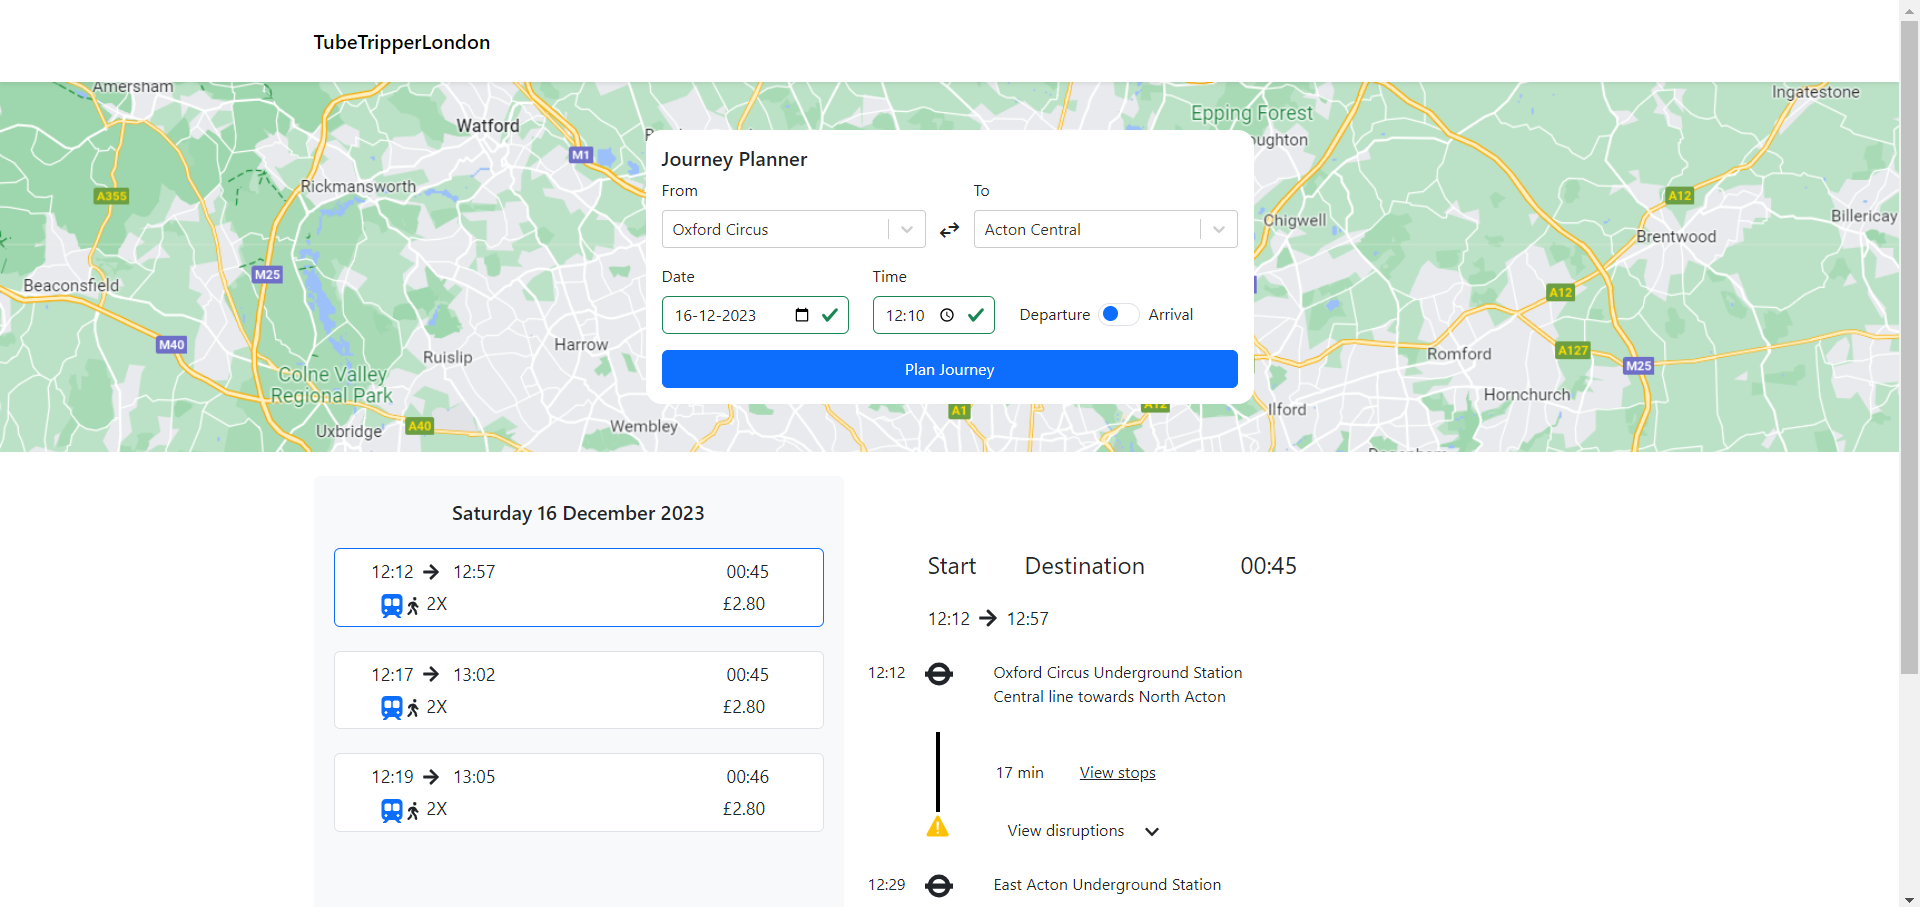 TubeTripperLondon
Amersham
Watford
Epping Forest
Ingatestone
M1
oughton
Rickmansworth
A355
A12
Chigwell
Billericay
Brentwood
M25
Beaconsfield
A12
M40
Harrow
Ruislip
Romford
A127
M25
Colne Valley
Regional Park
Hornchurch
Ilford
A1
A12
Uxbridge
A40
Wembley
Journey Planner
From
To
Oxford Circus
Acton Central
Date
Time
16-12-2023
12:10
Departure
Arrival
Plan Journey
Saturday 16 December 2023
12:12 12:57 00:45
2X £2.80
12:17 13:02 00:45
2X £2.80
12:19 13:05 00:46
2X £2.80
Start Destination 00:45
12:12 12:57
12:12 Oxford Circus Underground Station
Central line towards North Acton
17 min View stops
View disruptions
12:29 East Acton Underground Station